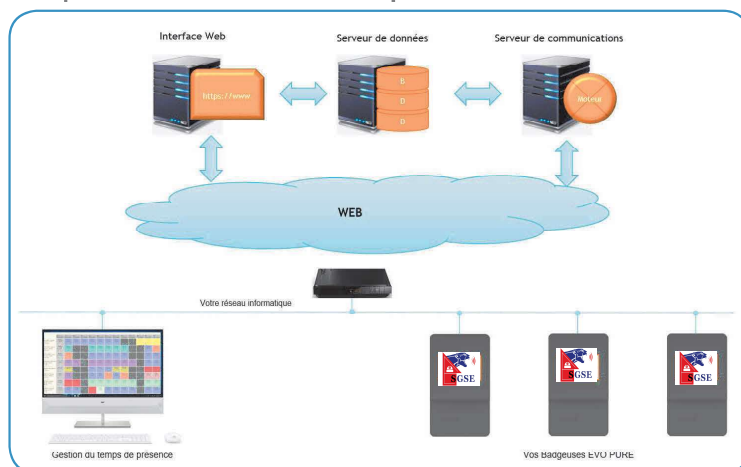 Interface Web
Serveur de données
Serveur de communications
https://www.
B
D
D
Moteur
WEB
Votre réseau informatique
SGSE
SGSE
SGSE
Gestion du temps de présence
Vos Badgeuses EVO PURE